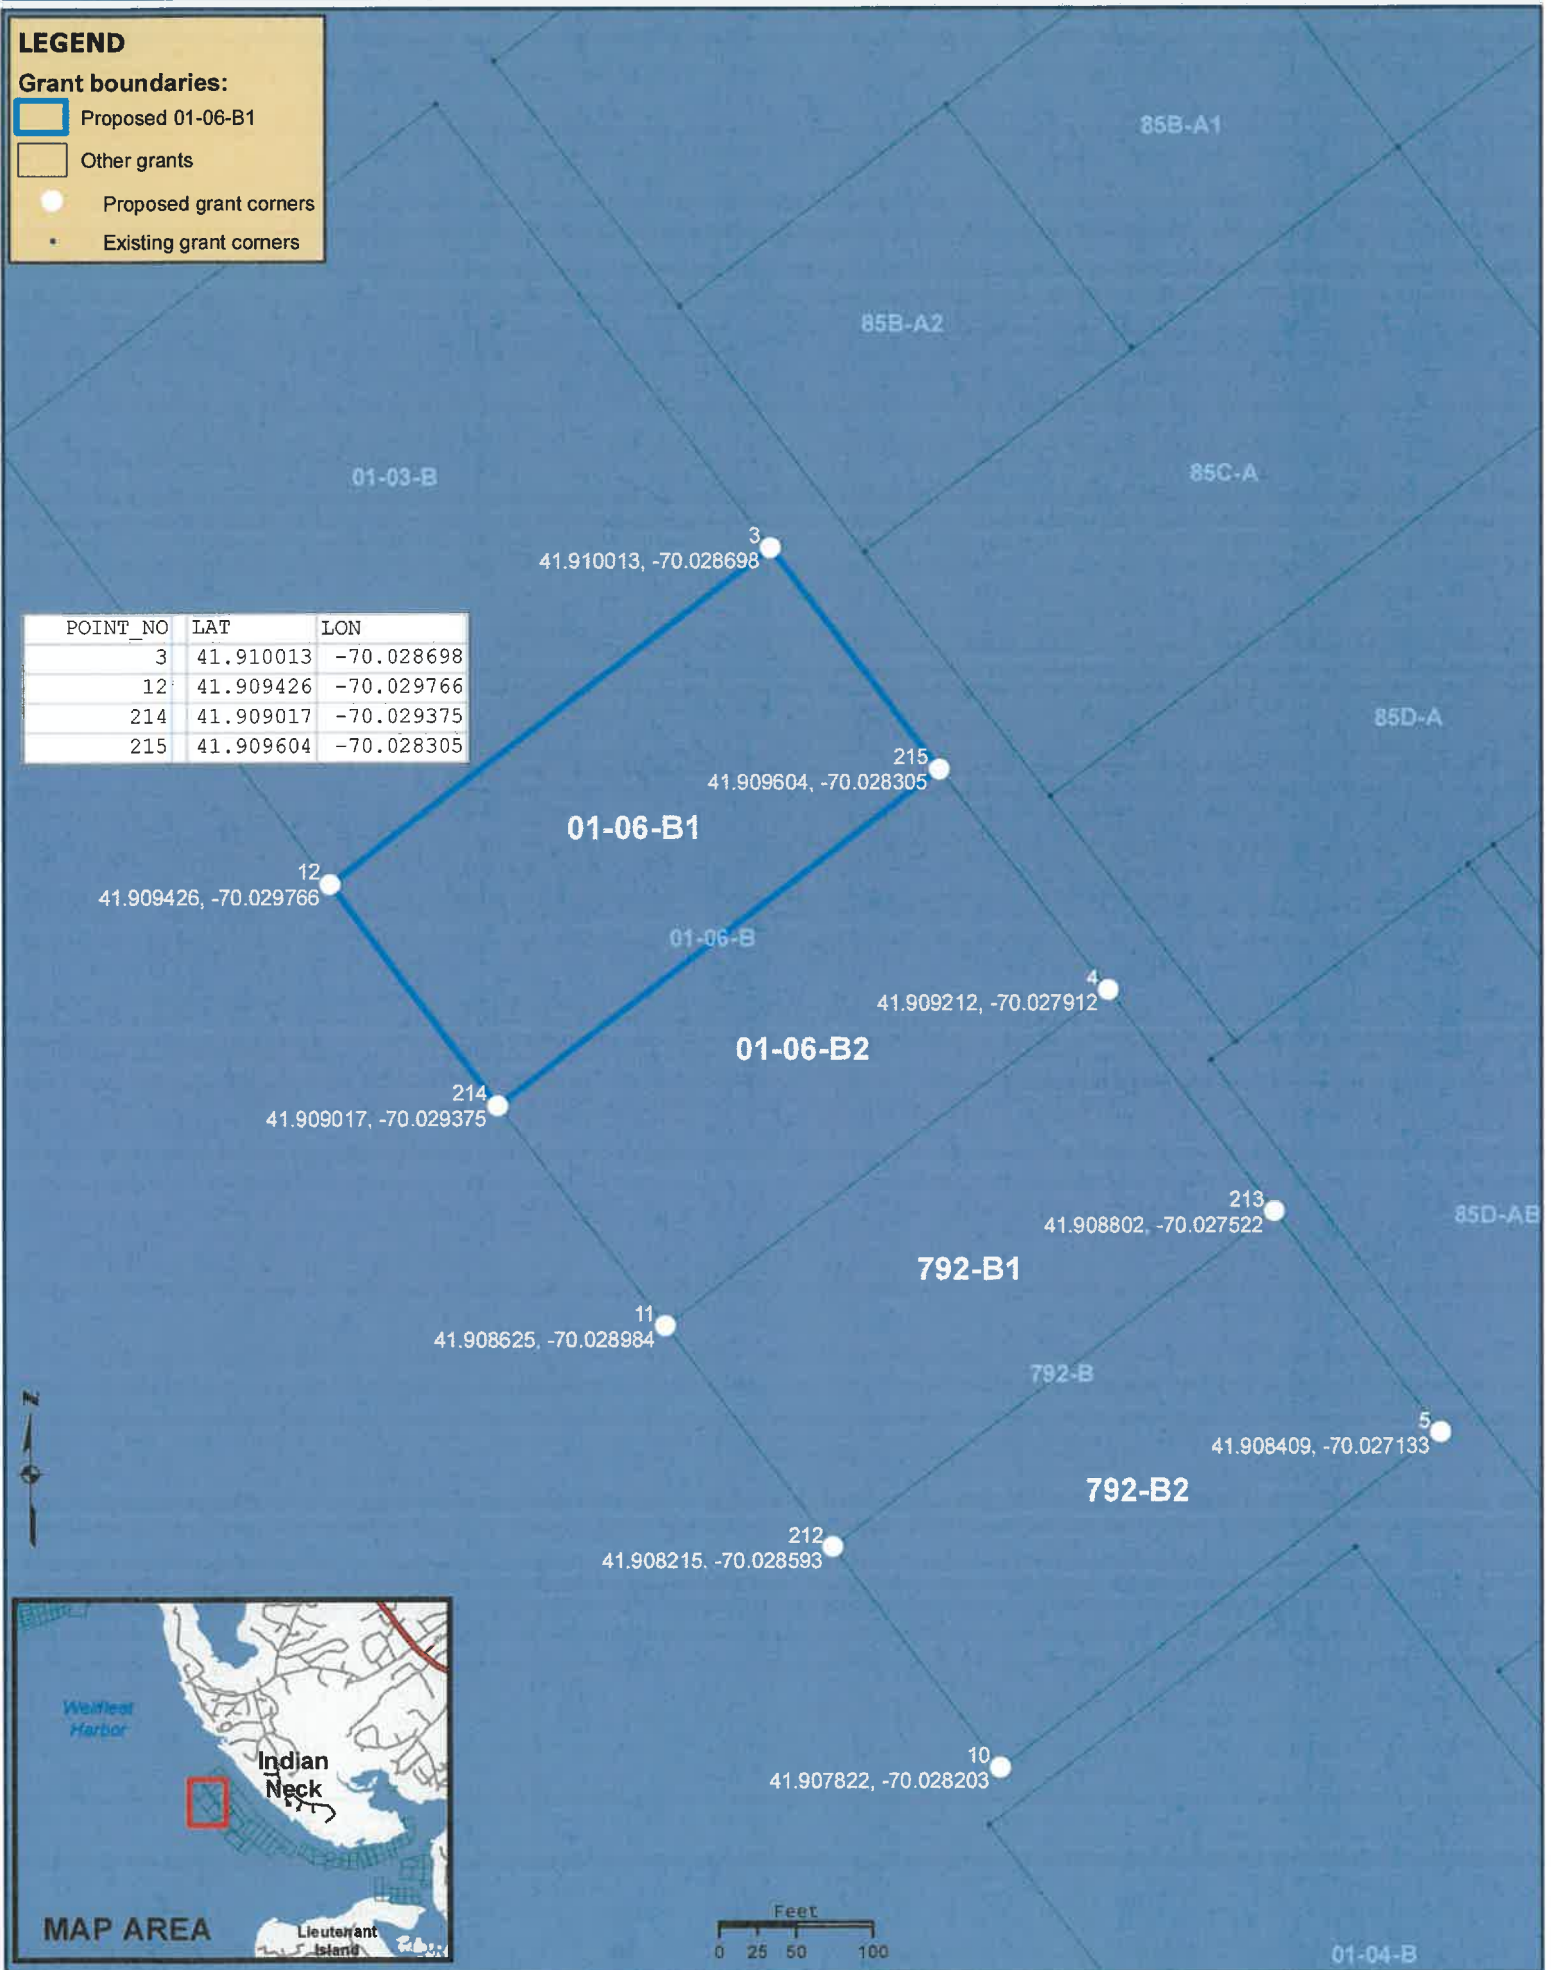 LEGEND
Grant boundaries:
Proposed 01-06-B1
Other grants
Proposed grant corners
Existing grant corners
85B-A1
85B-A2
01-03-B
85C-A
3
41.910013, -70.028698
POINT_NO LAT LON
3 41.910013 -70.028698
12 41.909426 -70.029766
214 41.909017 -70.029375
215 41.909604 -70.028305
85D-A
215
41.909604, -70.028305
01-06-B1
12
41.909426, -70.029766
01-06-B
4
41.909212, -70.027912
01-06-B2
214
41.909017, -70.029375
213
41.908802, -70.027522
85D-AB
792-B1
11
41.908625, -70.028984
792-B
N
5
41.908409, -70.027133
792-B2
212
41.908215, -70.028593
Wellfleet
Harbor
Indian
Neck
10
41.907822, -70.028203
MAP AREA
Lieutenant
Island
Feet
0 25 50 100
01-04-B